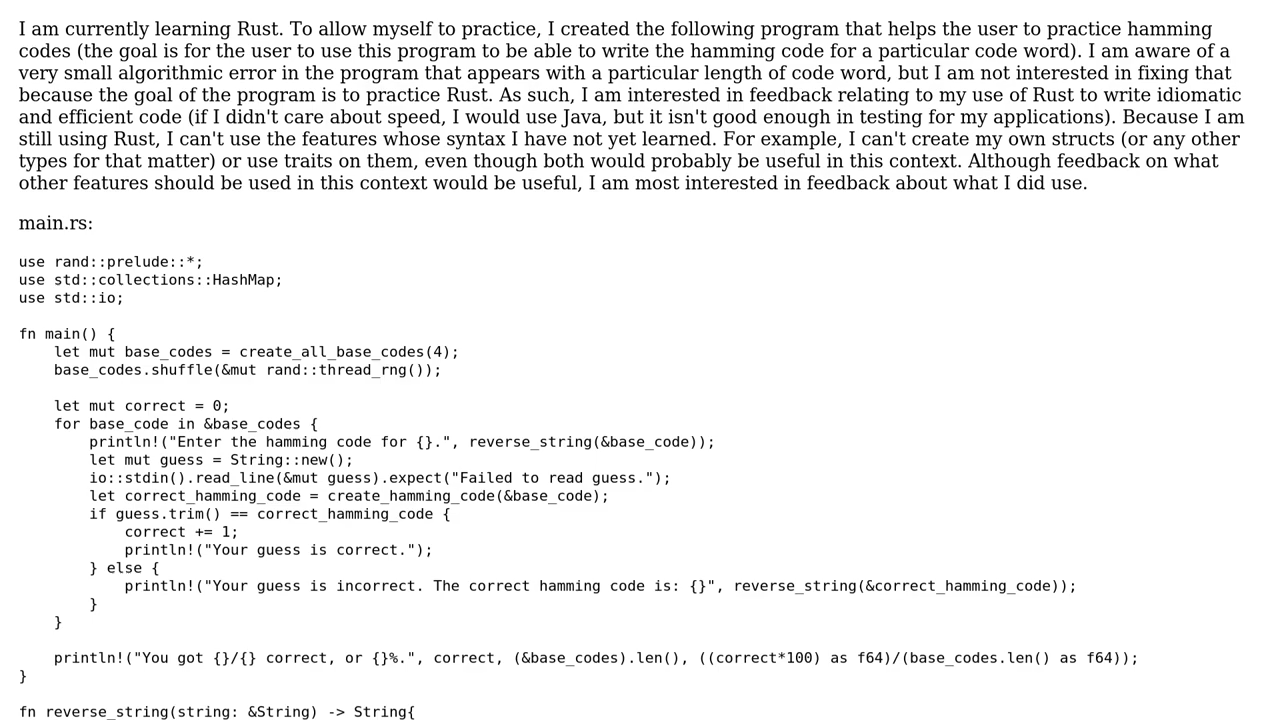 I am currently learning Rust. To allow myself to practice, I created the following program that helps the user to practice hamming
codes (the goal is for the user to use this program to be able to write the hamming code for a particular code word). I am aware of a
very small algorithmic error in the program that appears with a particular length of code word, but I am not interested in fixing that
because the goal of the program is to practice Rust. As such, I am interested in feedback relating to my use of Rust to write idiomatic
and efficient code (if I didn't care about speed, I would use Java, but it isn't good enough in testing for my applications). Because I am
still using Rust, I can't use the features whose syntax I have not yet learned. For example, I can't create my own structs (or any other
types for that matter) or use traits on them, even though both would probably be useful in this context. Although feedback on what
other features should be used in this context would be useful, I am most interested in feedback about what I did use.
main.rs:
use rand::prelude::*;
use std::collections::HashMap;
use std::io;
fn main() {
    let mut base_codes = create_all_base_codes(4);
    base_codes.shuffle(&mut rand::thread_rng());
    let mut correct = 0;
    for base_code in &base_codes {
        println!("Enter the hamming code for {}.", reverse_string(&base_code));
        let mut guess = String::new();
        io::stdin().read_line(&mut guess).expect("Failed to read guess.");
        let correct_hamming_code = create_hamming_code(&base_code);
        if guess.trim() == correct_hamming_code {
            correct += 1;
            println!("Your guess is correct.");
        } else {
            println!("Your guess is incorrect. The correct hamming code is: {}", reverse_string(&correct_hamming_code));
        }
    }
    println!("You got {}/{} correct, or {}%.", correct, (&base_codes).len(), ((correct*100) as f64)/(base_codes.len() as f64));
}
fn reverse_string(string: &String) -> String{